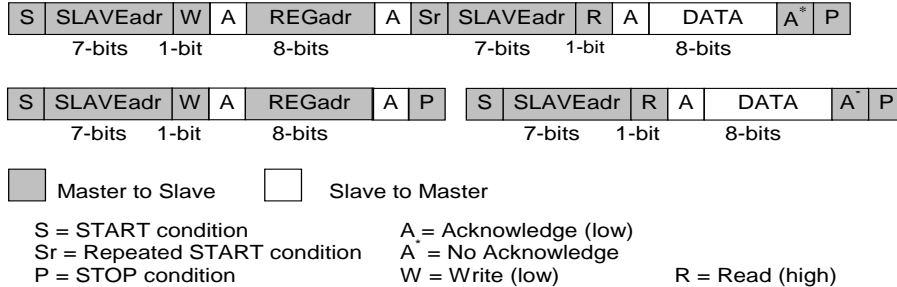 S SLAVEadr W A REGadr A Sr SLAVEadr R A DATA A* P
7-bits 1-bit 8-bits 7-bits 1-bit 8-bits
S SLAVEadr W A REGadr A P S SLAVEadr R A DATA A* P
7-bits 1-bit 8-bits 7-bits 1-bit 8-bits
Master to Slave Slave to Master
S = START condition A = Acknowledge (low)
Sr = Repeated START condition A* = No Acknowledge
P = STOP condition W = Write (low) R = Read (high)